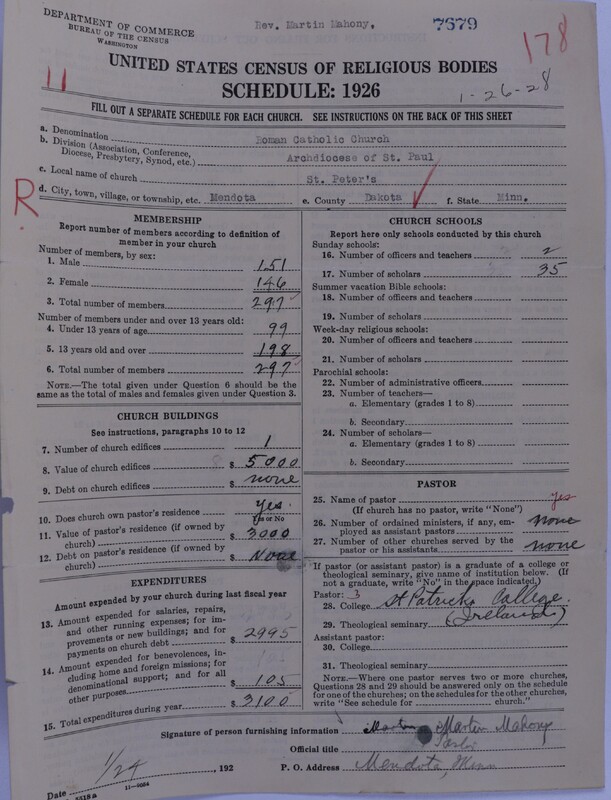 DEPARTMENT OF COMMERCE
BUREAU OF THE CENSUS
WASHINGTON
Rev. Martin Mahony,
7679
178
11
UNITED STATES CENSUS OF RELIGIOUS BODIES
SCHEDULE: 1926
1-26-28
FILL OUT A SEPARATE SCHEDULE FOR EACH CHURCH. SEE INSTRUCTIONS ON THE BACK OF THIS SHEET
a. Denomination Roman Catholic Church
b. Division (Association, Conference, Diocese, Presbytery, Synod, etc.) Archdiocese of St. Paul
c. Local name of church St. Peter's
R
d. City, town, village, or township, etc. Mendota e. County Dakota f. State Minn.
MEMBERSHIP
Report number of members according to definition of
member in your church
Number of members, by sex:
1. Male 151
2. Female 146
3. Total number of members 297
Number of members under and over 13 years old:
4. Under 13 years of age 99
5. 13 years old and over 198
6. Total number of members 297
NOTE.—The total given under Question 6 should be
same as the total of males and females given under Question 3.
CHURCH BUILDINGS
See instructions, paragraphs 10 to 12
7. Number of church edifices 1
8. Value of church edifices $ 5000
9. Debt on church edifices $ none
10. Does church own pastor's residence yes.
Yes or No
11. Value of pastor's residence (if owned by
church) $ 3000
12. Debt on pastor's residence (if owned by
church) $ None
EXPENDITURES
Amount expended by your church during last fiscal year
13. Amount expended for salaries, repairs,
and other running expenses; for im-
provements or new buildings; and for
payments on church debt $ 2995
14. Amount expended for benevolences, in-
cluding home and foreign missions; for
denominational support; and for all
other purposes $ 105
15. Total expenditures during year $ 3100
CHURCH SCHOOLS
Report here only schools conducted by this church
Sunday schools:
16. Number of officers and teachers 2
17. Number of scholars 35
Summer vacation Bible schools:
18. Number of officers and teachers
19. Number of scholars
Week-day religious schools:
20. Number of officers and teachers
21. Number of scholars
Parochial schools:
22. Number of administrative officers
23. Number of teachers—
a. Elementary (grades 1 to 8)
b. Secondary
24. Number of scholars—
a. Elementary (grades 1 to 8)
b. Secondary
PASTOR
25. Name of pastor yes
(If church has no pastor, write "None")
26. Number of ordained ministers, if any, em-
ployed as assistant pastors none
27. Number of other churches served by the
pastor or his assistants none
If pastor (or assistant pastor) is a graduate of a college or
theological seminary, give name of institution below. (If
not a graduate, write "No" in the space indicated.)
Pastor: 3
28. College St Patricks College.
29. Theological seminary (Ireland)
Assistant pastor:
30. College
31. Theological seminary
NOTE.—Where one pastor serves two or more churches,
Questions 28 and 29 should be answered only on the schedule
for one of the churches; on the schedules for the other churches,
write "See schedule for church."
Signature of person furnishing information Martin Mahony
Official title
Date 1/24, 192 P. O. Address Mendota, Minn
11—9064